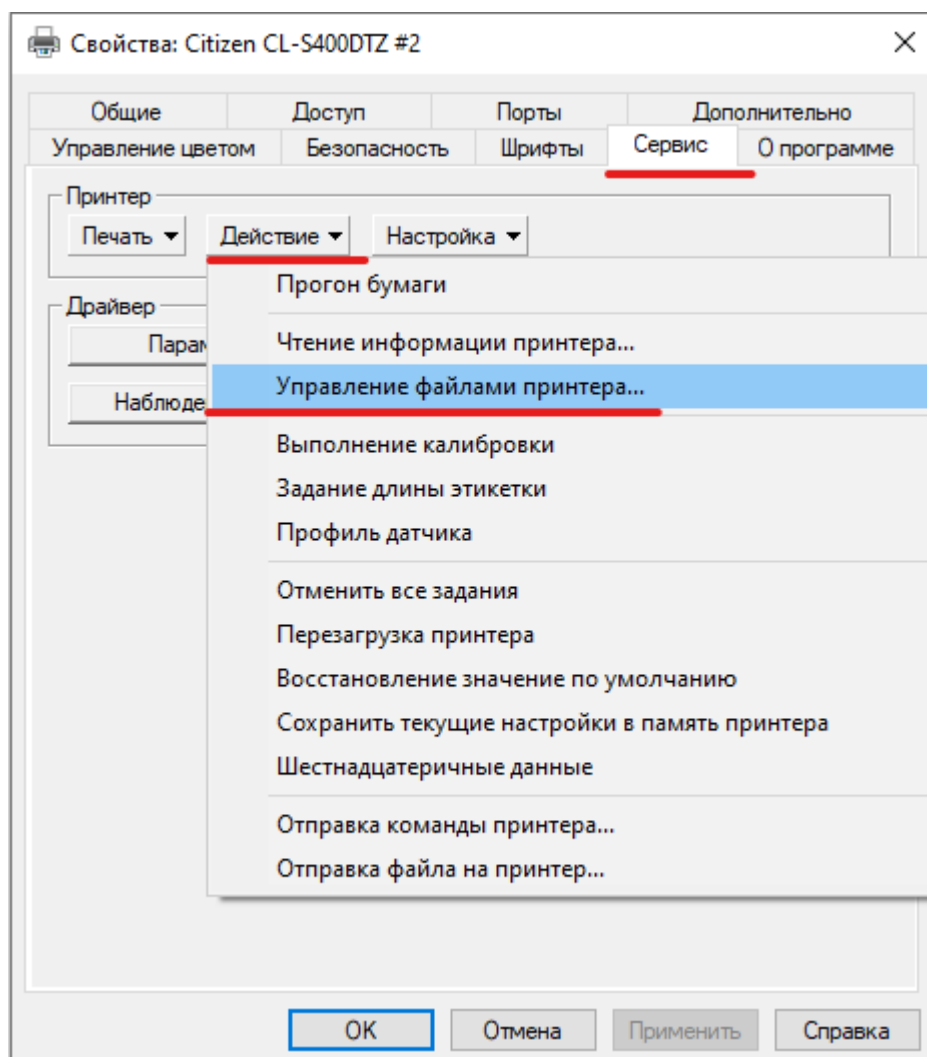 Свойства: Citizen CL-S400DTZ #2
Общие Доступ Порты Дополнительно
Управление цветом Безопасность Шрифты Сервис О программе
Принтер
Печать Действие Настройка
Прогон бумаги
Драйвер
Чтение информации принтера...
Управление файлами принтера...
Выполнение калибровки
Задание длины этикетки
Профиль датчика
Отменить все задания
Перезагрузка принтера
Восстановление значение по умолчанию
Сохранить текущие настройки в память принтера
Шестнадцатеричные данные
Отправка команды принтера...
Отправка файла на принтер...
OK Отмена Применить Справка